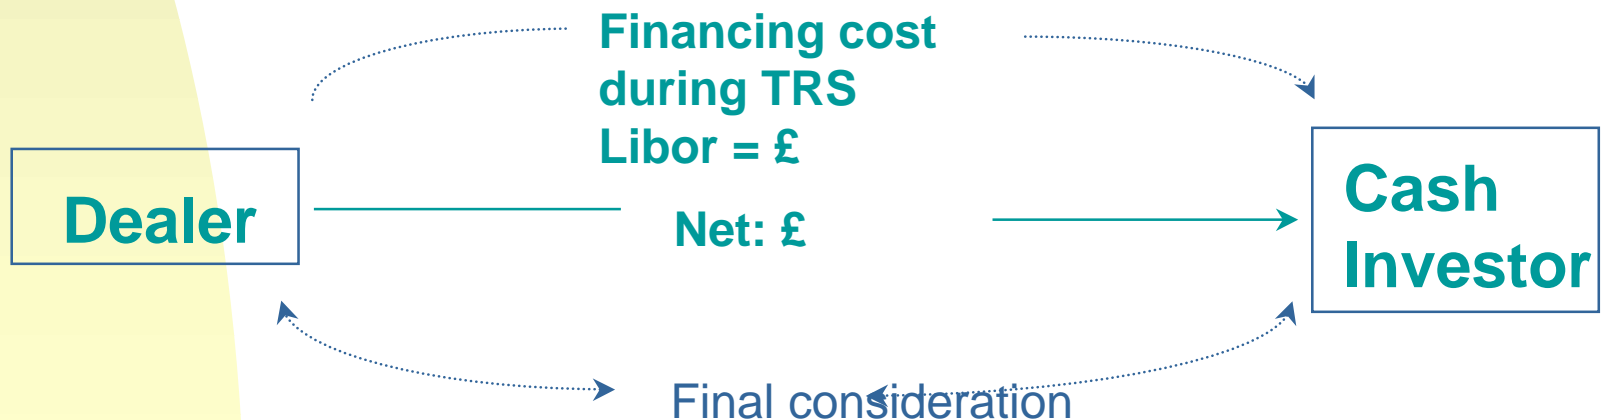 Financing cost
during TRS
Libor = £
Dealer
Net: £
Cash
Investor
Final consideration